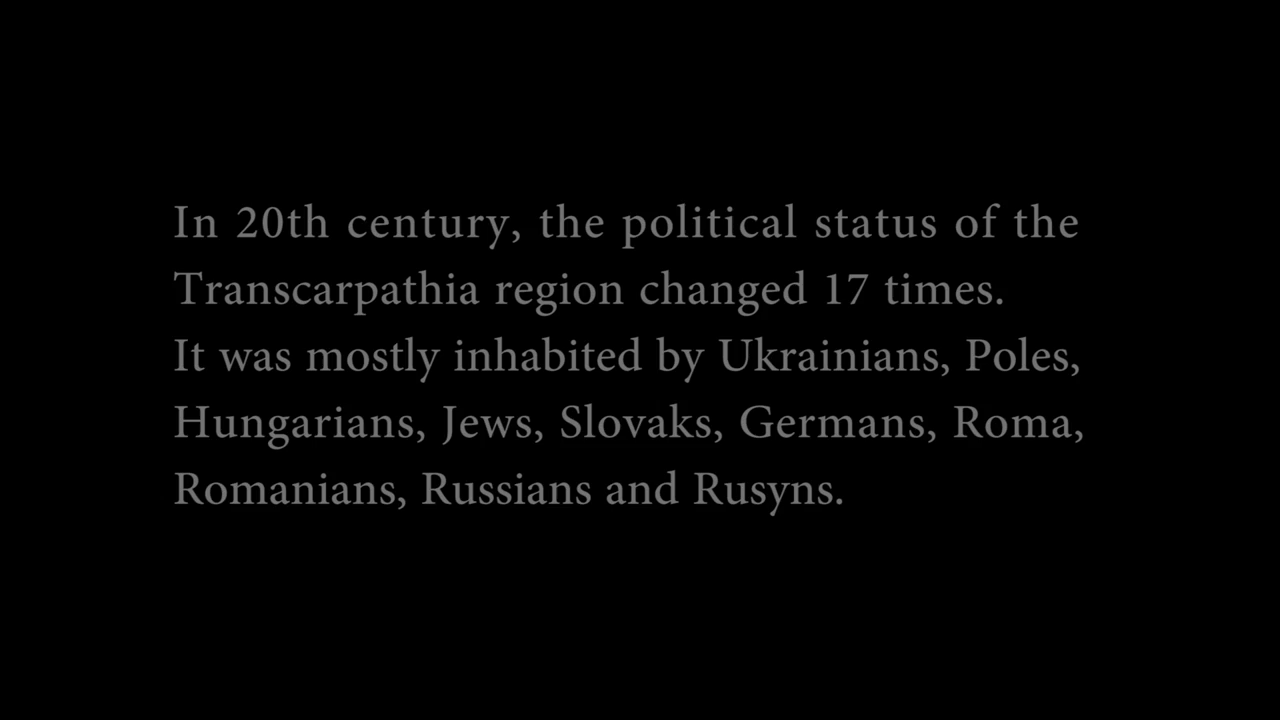 In 20th century, the political status of the
Transcarpathia region changed 17 times.
It was mostly inhabited by Ukrainians, Poles,
Hungarians, Jews, Slovaks, Germans, Roma,
Romanians, Russians and Rusyns.